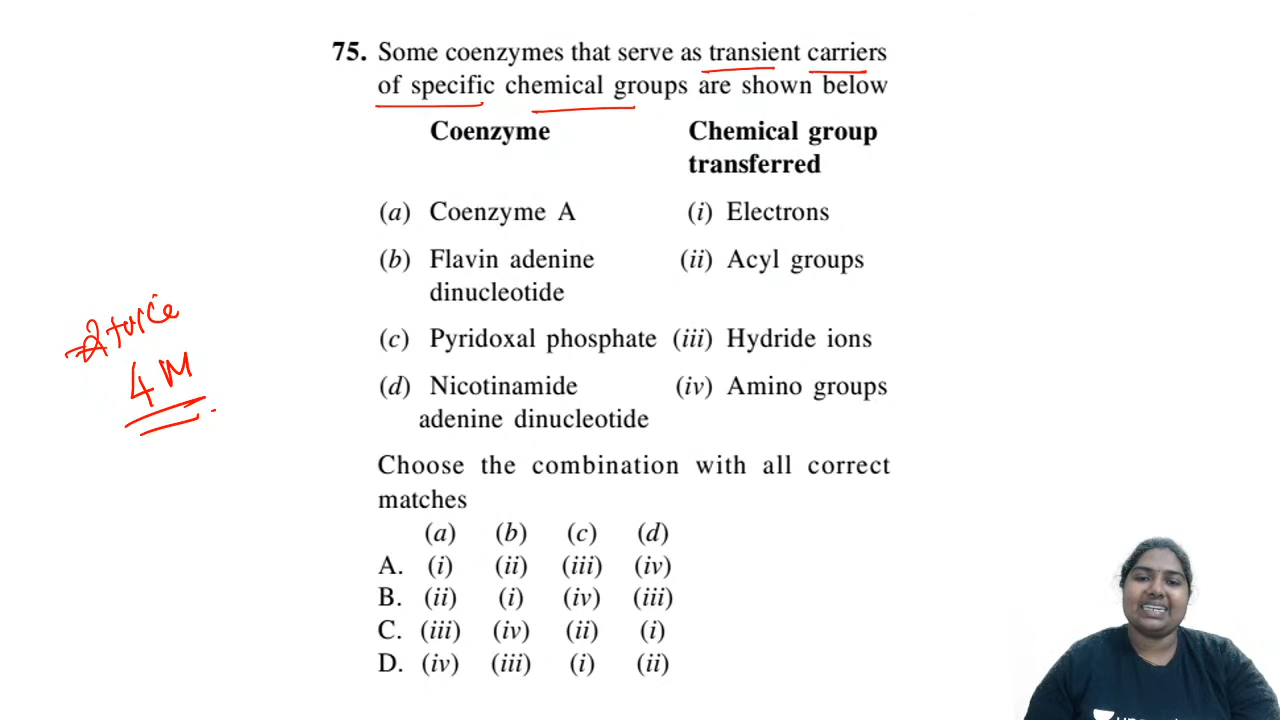 75. Some coenzymes that serve as transient carriers
of specific chemical groups are shown below
Coenzyme Chemical group
transferred
(a) Coenzyme A (i) Electrons
(b) Flavin adenine (ii) Acyl groups
dinucleotide
(c) Pyridoxal phosphate (iii) Hydride ions
(d) Nicotinamide (iv) Amino groups
adenine dinucleotide
Choose the combination with all correct
matches
(a) (b) (c) (d)
A. (i) (ii) (iii) (iv)
B. (ii) (i) (iv) (iii)
C. (iii) (iv) (ii) (i)
D. (iv) (iii) (i) (ii)
4 M